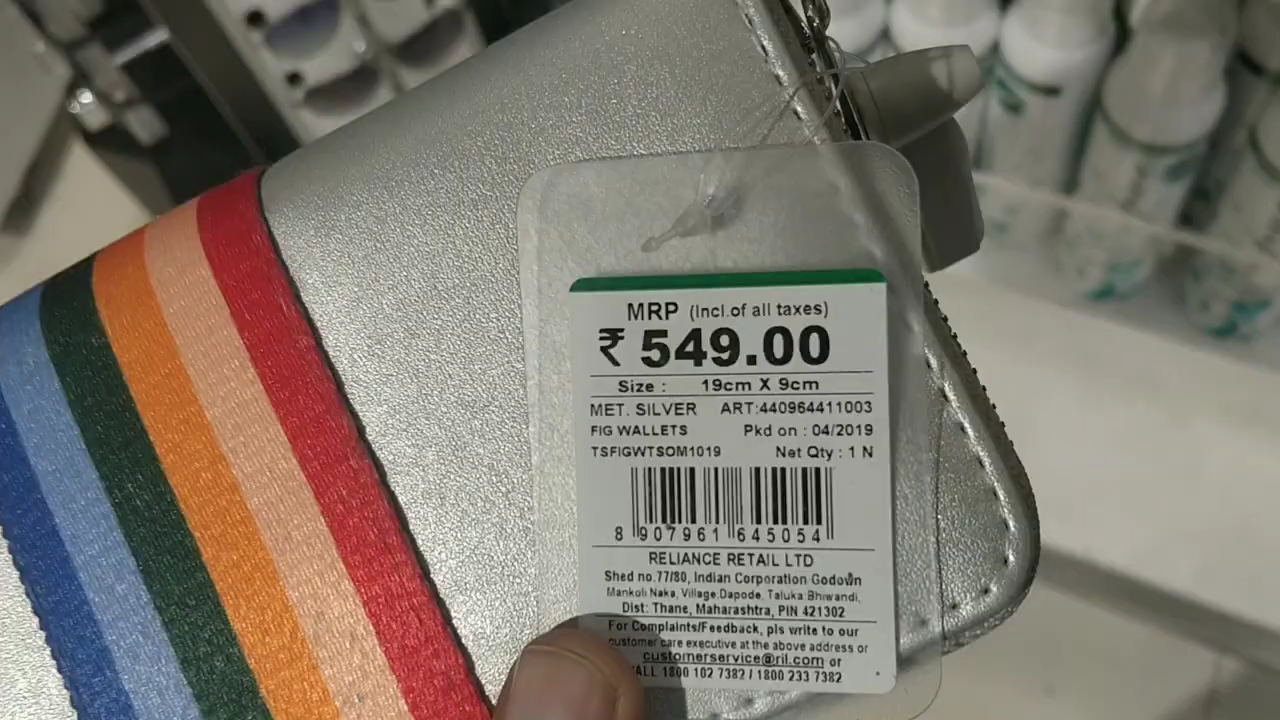 MRP (Incl.of all taxes)
₹ 549.00
Size : 19cm X 9cm
MET. SILVER ART:440964411003
FIG WALLETS Pkd on : 04/2019
TSFIGWTSOM1019 Net Qty : 1 N
8 907961 645054
RELIANCE RETAIL LTD
Shed no.77/80, Indian Corporation Godown
Mankoli Naka, Village:Dapode, Taluka:Bhiwandi,
Dist: Thane, Maharashtra, PIN 421302
For Complaints/Feedback, pls write to our
customer care executive at the above address or
customerservice@ril.com or
CALL 1800 102 7382 / 1800 233 7382